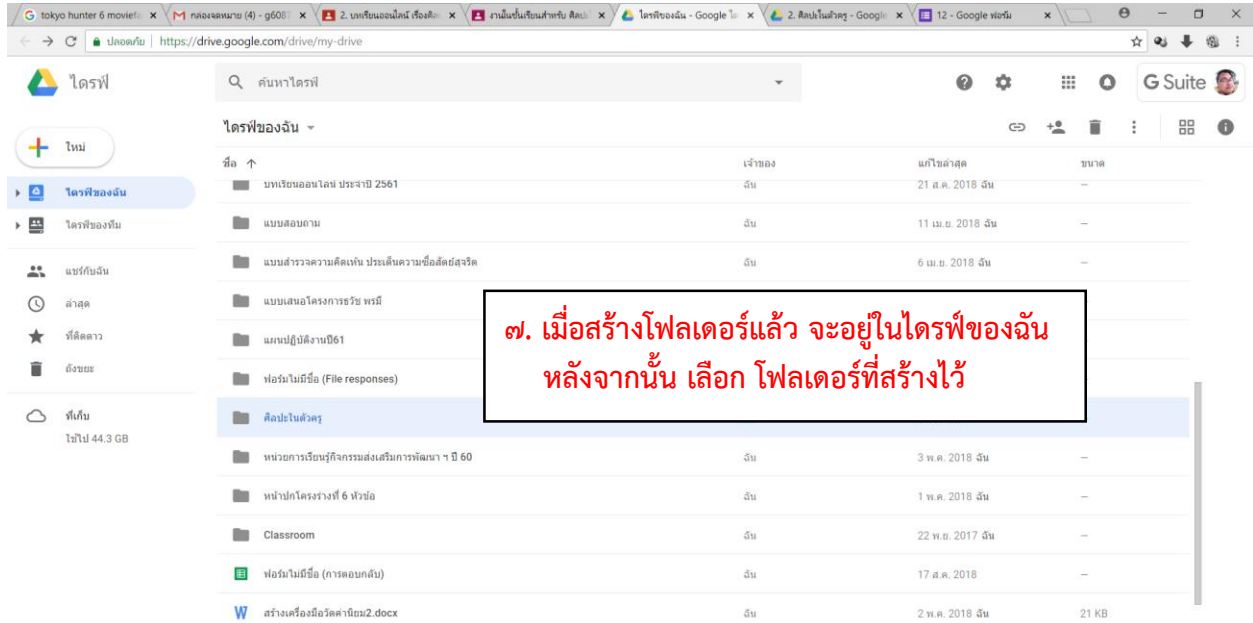 tokyo hunter 6 moviefa
กล่องจดหมาย (4) - g6087
2. บทเรียนออนไลน์ เรื่องศิลป
งานในชั้นเรียนสำหรับ ศิลปะ
ไดรฟ์ของฉัน - Google ได
2. ศิลปะในตัวครู - Google
12 - Google ฟอร์ม
ปลอดภัย | https://drive.google.com/drive/my-drive
ไดรฟ์
ค้นหาไดรฟ์
G Suite
ใหม่
ไดรฟ์ของฉัน
ไดรฟ์ของทีม
แชร์กับฉัน
ล่าสุด
ที่ติดดาว
ถังขยะ
ที่เก็บ
ใช้ไป 44.3 GB
ไดรฟ์ของฉัน
ชื่อ เจ้าของ แก้ไขล่าสุด ขนาด
บทเรียนออนไลน์ ประจำปี 2561 ฉัน 21 ส.ค. 2018 ฉัน –
แบบสอบถาม ฉัน 11 เม.ย. 2018 ฉัน –
แบบสำรวจความคิดเห็น ประเด็นความซื่อสัตย์สุจริต ฉัน 6 เม.ย. 2018 ฉัน –
แบบเสนอโครงการธวัช พรมี
แผนปฏิบัติงานปี61
ฟอร์มไม่มีชื่อ (File responses)
ศิลปะในตัวครู
๗. เมื่อสร้างโฟลเดอร์แล้ว จะอยู่ในไดรฟ์ของฉัน
หลังจากนั้น เลือก โฟลเดอร์ที่สร้างไว้
หน่วยการเรียนรู้กิจกรรมส่งเสริมการพัฒนา ฯ ปี 60 ฉัน 3 พ.ค. 2018 ฉัน –
หน้าปกโครงร่างที่ 6 หัวข้อ ฉัน 1 พ.ค. 2018 ฉัน –
Classroom ฉัน 22 พ.ย. 2017 ฉัน –
ฟอร์มไม่มีชื่อ (การตอบกลับ) ฉัน 17 ส.ค. 2018 –
สร้างเครื่องมือวัดค่านิยม2.docx ฉัน 2 พ.ค. 2018 ฉัน 21 KB